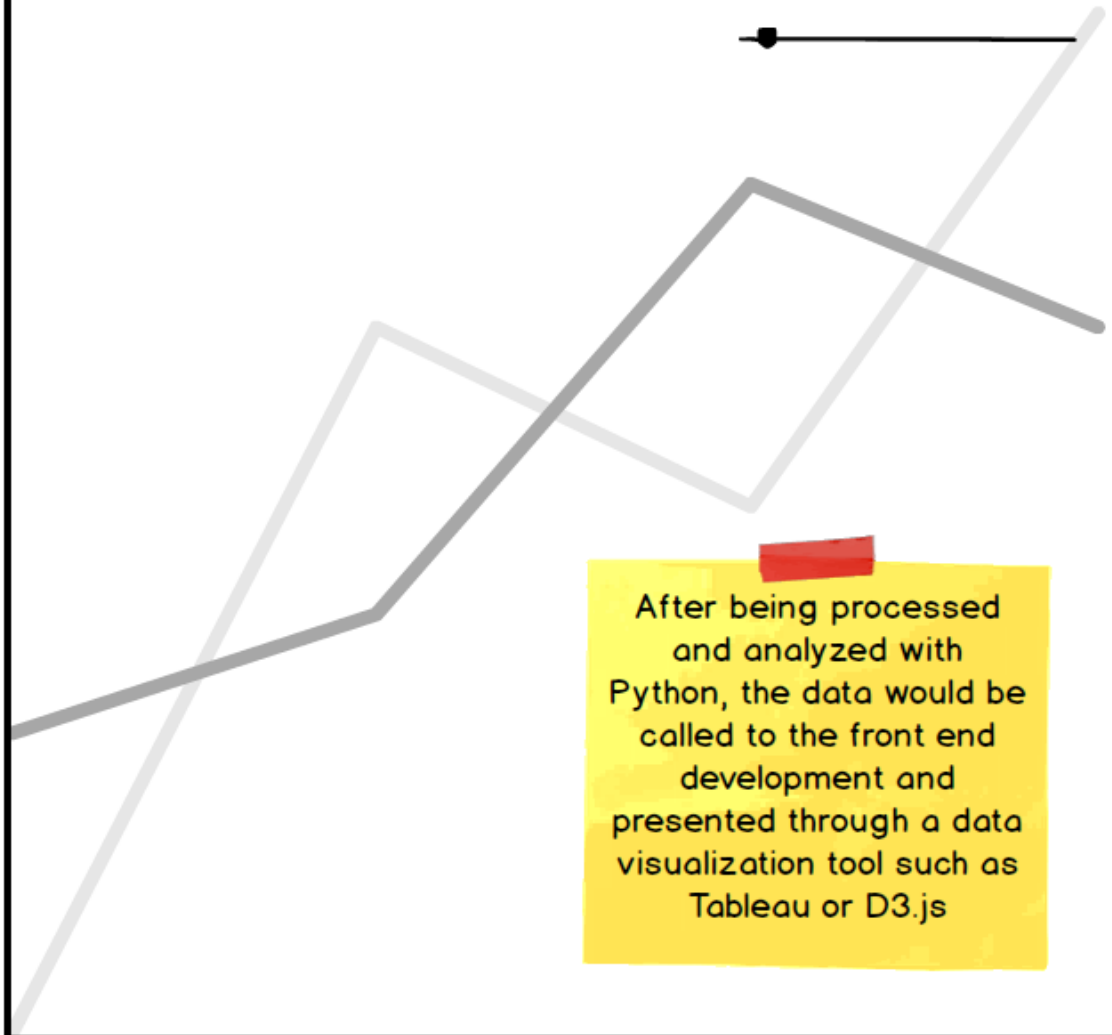 After being processed
and analyzed with
Python, the data would be
called to the front end
development and
presented through a data
visualization tool such as
Tableau or D3.js